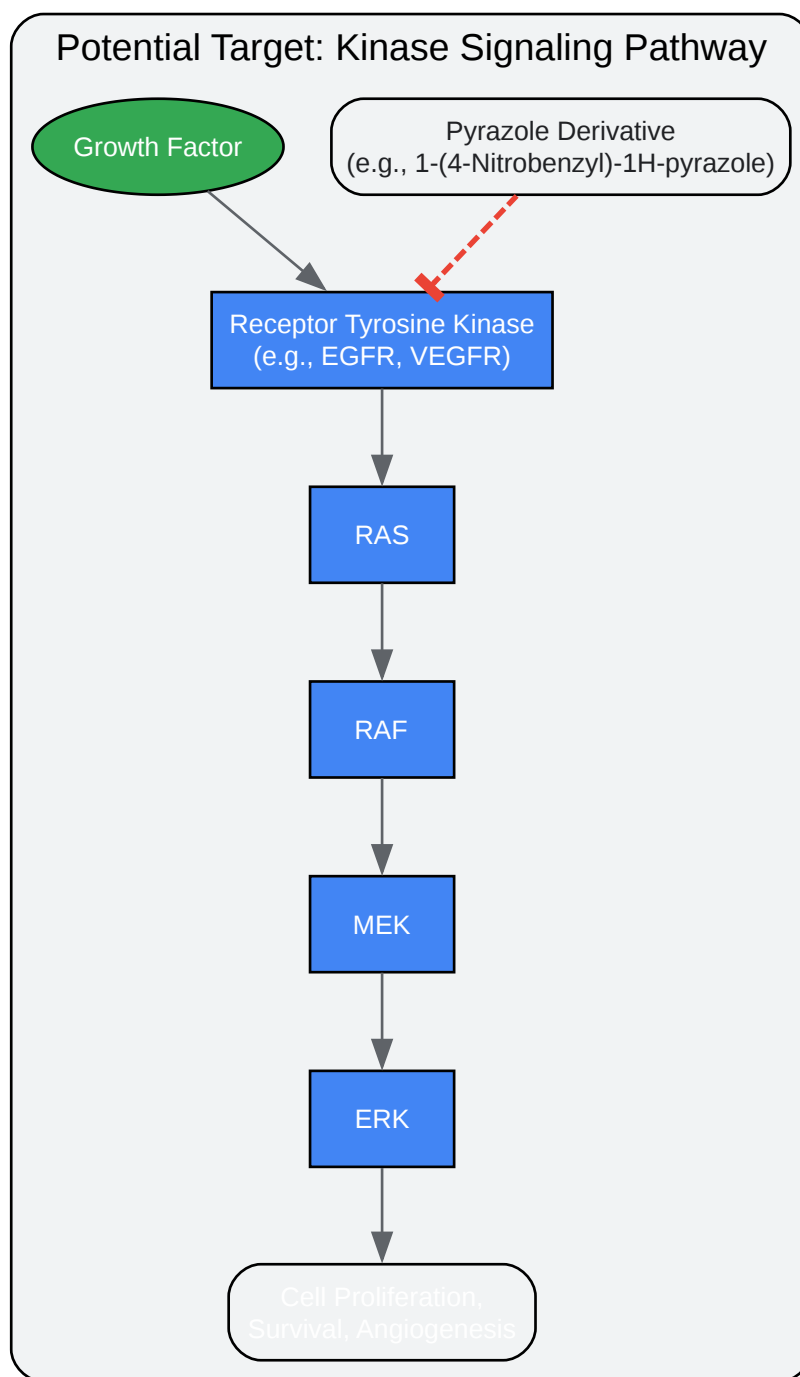 Potential Target: Kinase Signaling Pathway
Growth Factor
Pyrazole Derivative
(e.g., 1-(4-Nitrobenzyl)-1H-pyrazole)
Receptor Tyrosine Kinase
(e.g., EGFR, VEGFR)
RAS
RAF
MEK
ERK
Cell Proliferation,
Survival, Angiogenesis